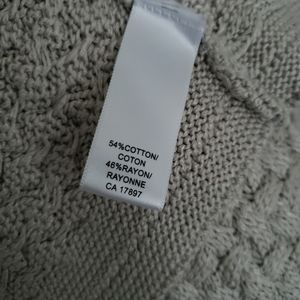 54%COTTON/
COTON
46%RAYON/
RAYONNE
CA 17897